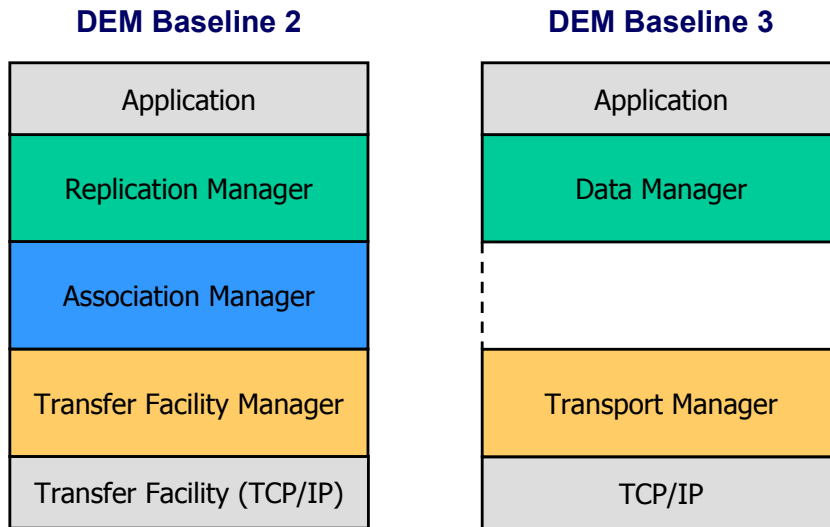 DEM Baseline 2
Application
Replication Manager
Association Manager
Transfer Facility Manager
Transfer Facility (TCP/IP)
DEM Baseline 3
Application
Data Manager
Transport Manager
TCP/IP